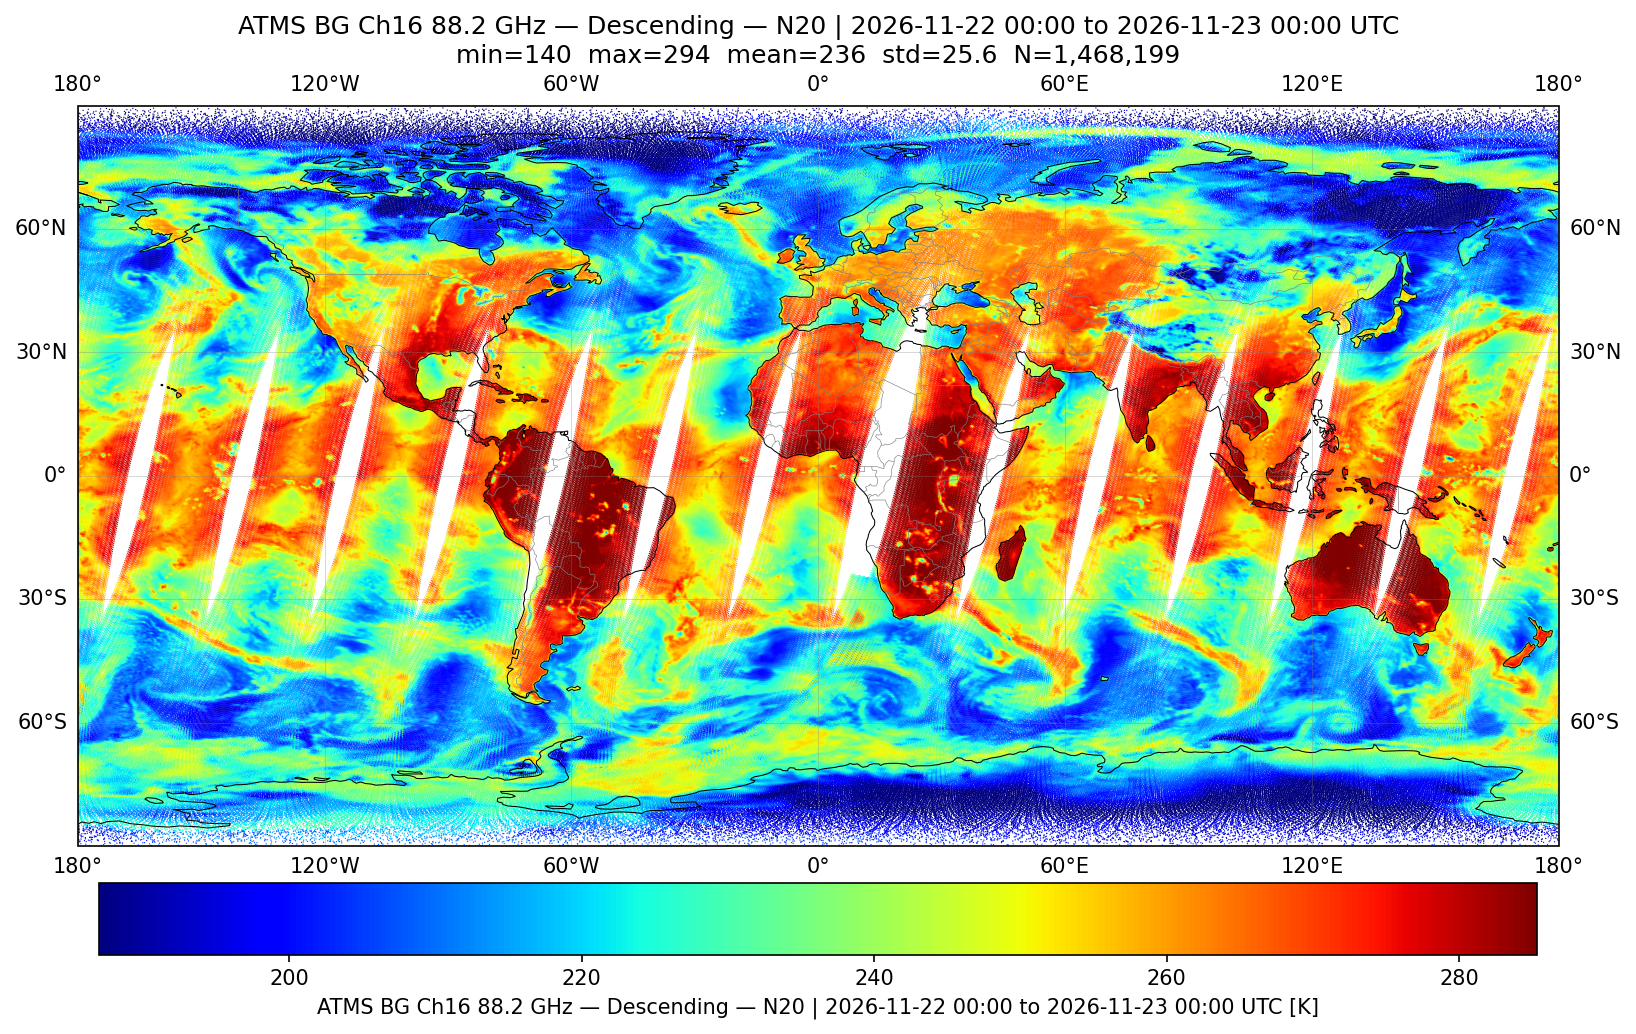 ATMS BG Ch16 88.2 GHz — Descending — N20 | 2026-11-22 00:00 to 2026-11-23 00:00 UTC
min=140  max=294  mean=236  std=25.6  N=1,468,199
180° 120°W 60°W 0° 60°E 120°E 180°
60°N 60°N
30°N 30°N
0° 0°
30°S 30°S
60°S 60°S
180° 120°W 60°W 0° 60°E 120°E 180°
200 220 240 260 280
ATMS BG Ch16 88.2 GHz — Descending — N20 | 2026-11-22 00:00 to 2026-11-23 00:00 UTC [K]